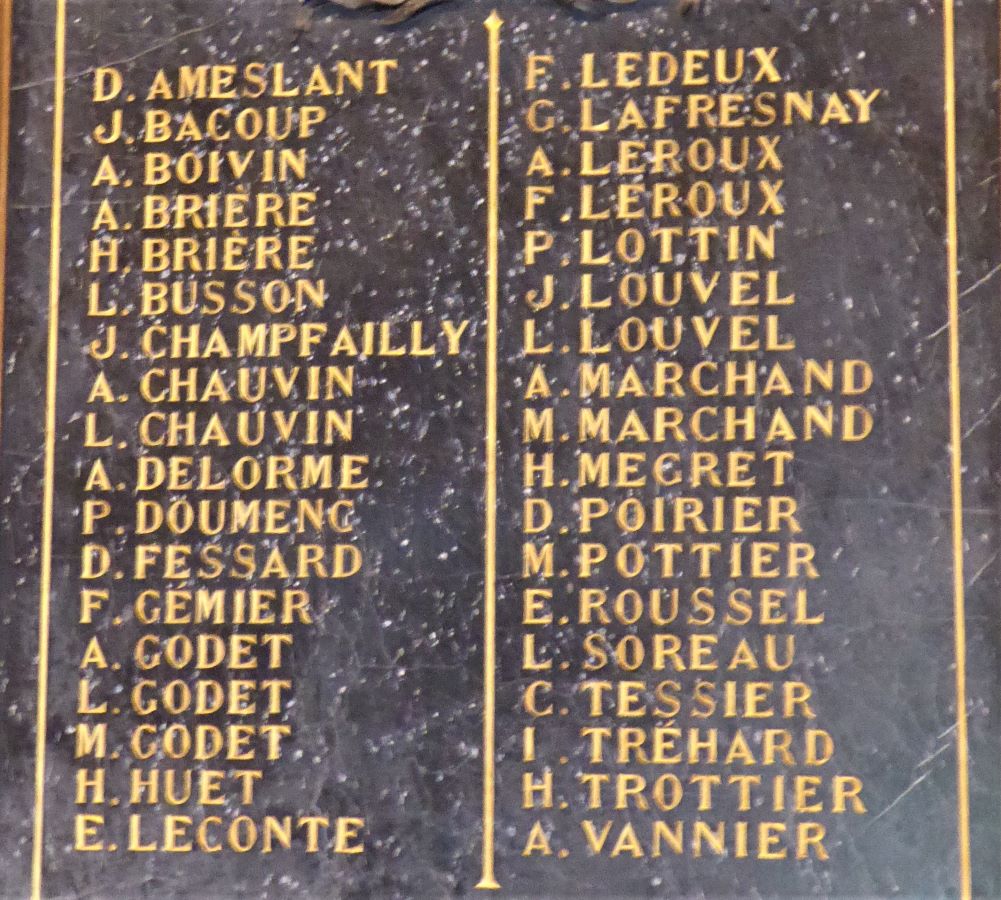 D. AMESLANT
J. BACOUP
A. BOIVIN
A. BRIÈRE
H. BRIÈRE
L. BUSSON
J. CHAMPFAILLY
A. CHAUVIN
L. CHAUVIN
A. DELORME
P. DOUMENC
D. FESSARD
F. GÉMIER
A. GODET
L. GODET
M. GODET
H. HUET
E. LECONTE
F. LEDEUX
G. LAFRESNAY
A. LEROUX
F. LEROUX
P. LOTTIN
J. LOUVEL
L. LOUVEL
A. MARCHAND
M. MARCHAND
H. MEGRET
D. POIRIER
M. POTTIER
E. ROUSSEL
L. SOREAU
C. TESSIER
I. TRÉHARD
H. TROTTIER
A. VANNIER